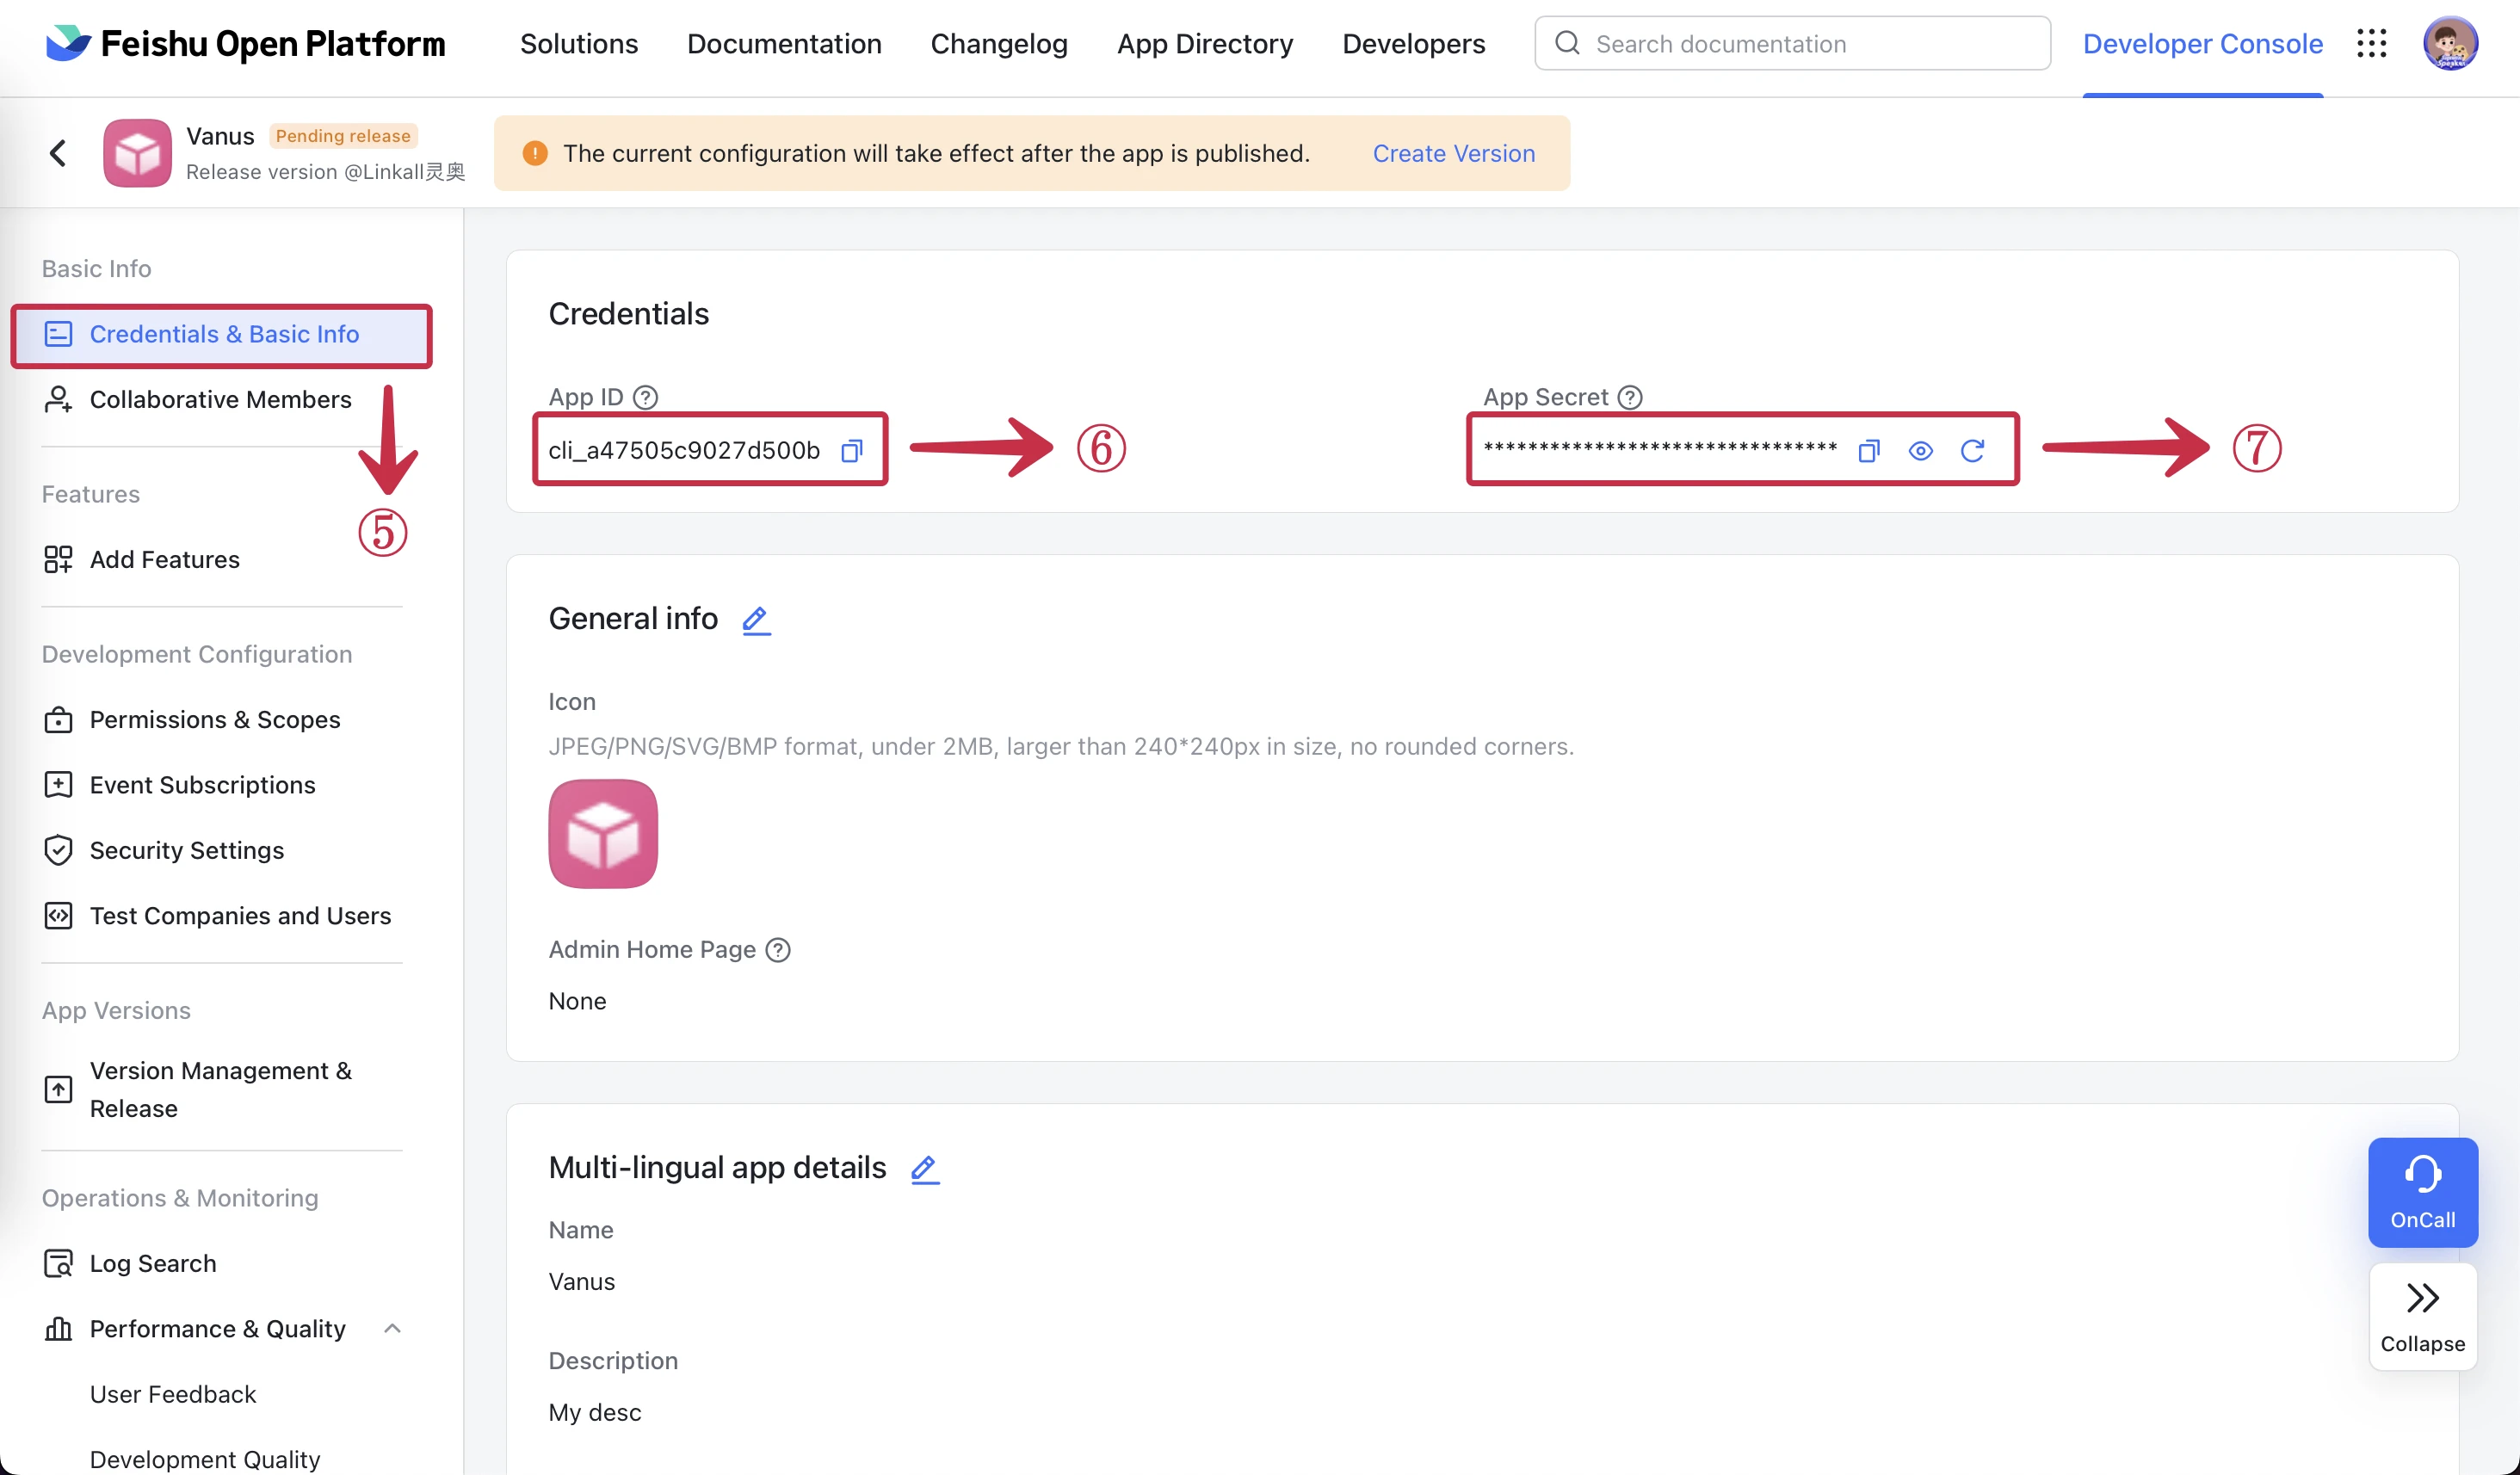 Feishu Open Platform
Solutions
Documentation
Changelog
App Directory
Developers
Search documentation
Developer Console
Vanus
Pending release
Release version @Linkall灵奥
The current configuration will take effect after the app is published.
Create Version
Basic Info
Credentials & Basic Info
Collaborative Members
⑤
Features
Add Features
Development Configuration
Permissions & Scopes
Event Subscriptions
Security Settings
Test Companies and Users
App Versions
Version Management &
Release
Operations & Monitoring
Log Search
Performance & Quality
User Feedback
Development Quality
Credentials
App ID
cli_a47505c9027d500b
⑥
App Secret
********************************
⑦
General info
Icon
JPEG/PNG/SVG/BMP format, under 2MB, larger than 240*240px in size, no rounded corners.
Admin Home Page
None
Multi-lingual app details
Name
Vanus
Description
My desc
OnCall
Collapse